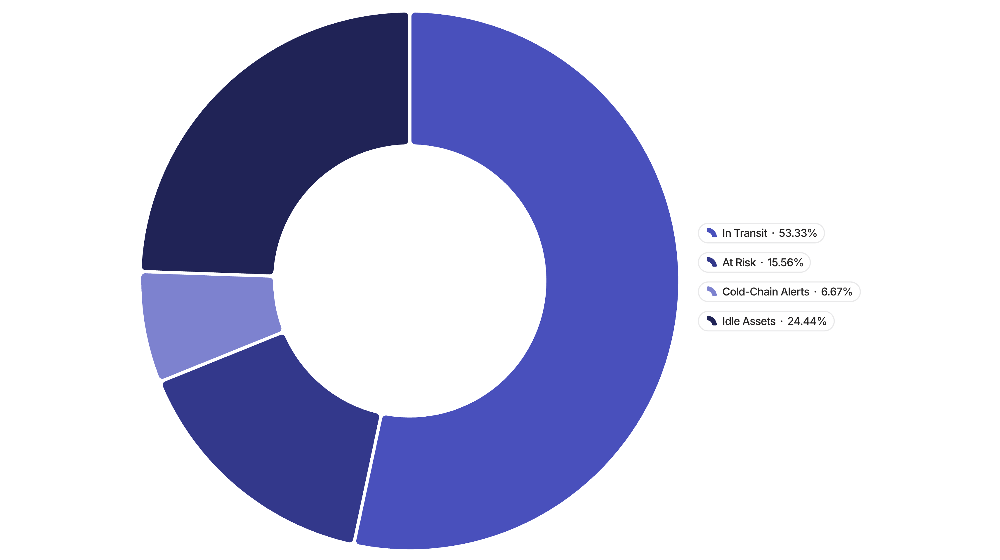 In Transit · 53.33%
At Risk · 15.56%
Cold-Chain Alerts · 6.67%
Idle Assets · 24.44%